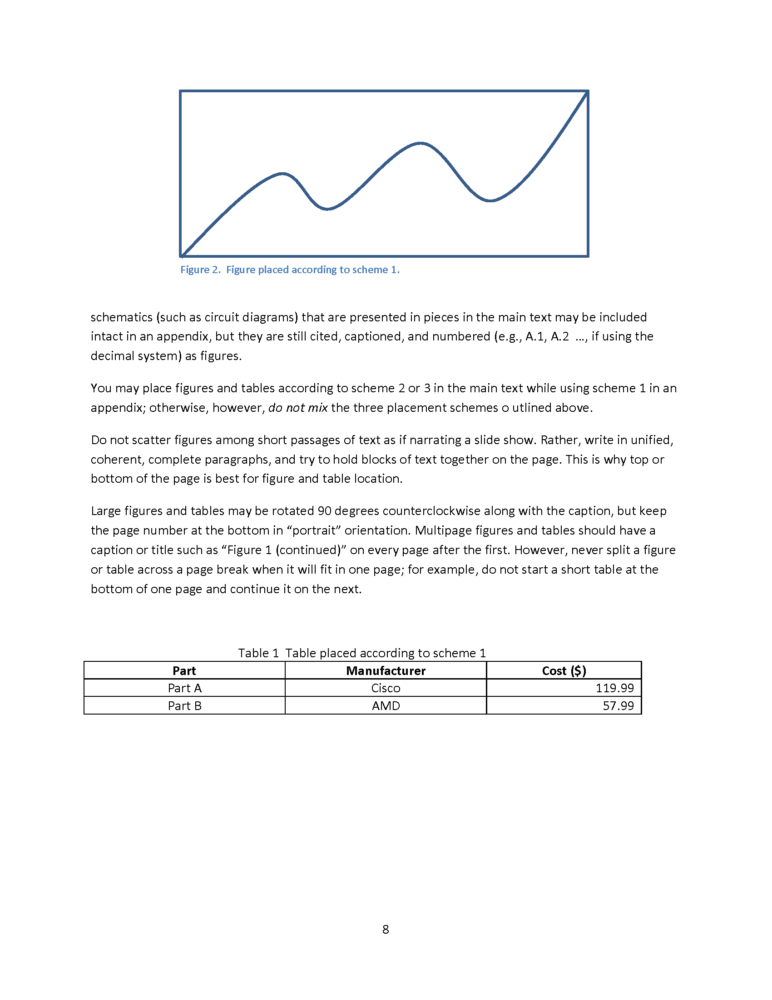 Figure 2.  Figure placed according to scheme 1.
schematics (such as circuit diagrams) that are presented in pieces in the main text may be included
intact in an appendix, but they are still cited, captioned, and numbered (e.g., A.1, A.2  …, if using the
decimal system) as figures.
You may place figures and tables according to scheme 2 or 3 in the main text while using scheme 1 in an
appendix; otherwise, however, do not mix the three placement schemes o utlined above.
Do not scatter figures among short passages of text as if narrating a slide show. Rather, write in unified,
coherent, complete paragraphs, and try to hold blocks of text together on the page. This is why top or
bottom of the page is best for figure and table location.
Large figures and tables may be rotated 90 degrees counterclockwise along with the caption, but keep
the page number at the bottom in “portrait” orientation. Multipage figures and tables should have a
caption or title such as “Figure 1 (continued)” on every page after the first. However, never split a figure
or table across a page break when it will fit in one page; for example, do not start a short table at the
bottom of one page and continue it on the next.
Table 1  Table placed according to scheme 1
Part Manufacturer Cost ($)
Part A Cisco 119.99
Part B AMD 57.99
8